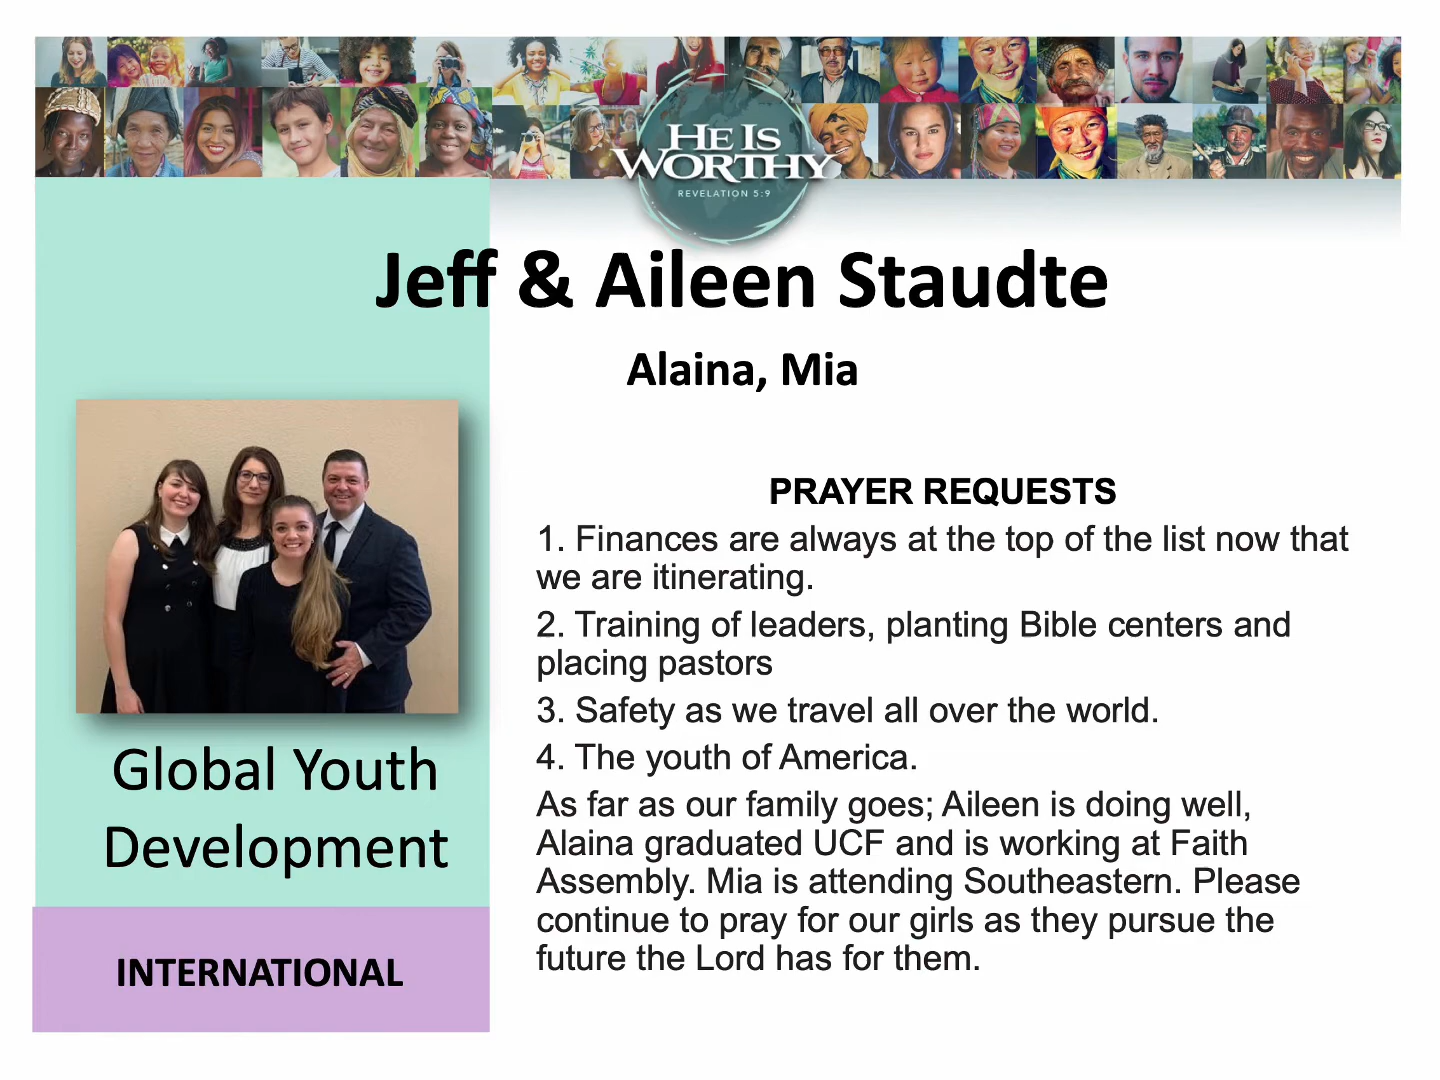 HE IS
WORTHY
REVELATION 5:9
Jeff & Aileen Staudte
Alaina, Mia
PRAYER REQUESTS
1. Finances are always at the top of the list now that
we are itinerating.
2. Training of leaders, planting Bible centers and
placing pastors
3. Safety as we travel all over the world.
4. The youth of America.
As far as our family goes; Aileen is doing well,
Alaina graduated UCF and is working at Faith
Assembly. Mia is attending Southeastern. Please
continue to pray for our girls as they pursue the
future the Lord has for them.
Global Youth
Development
INTERNATIONAL